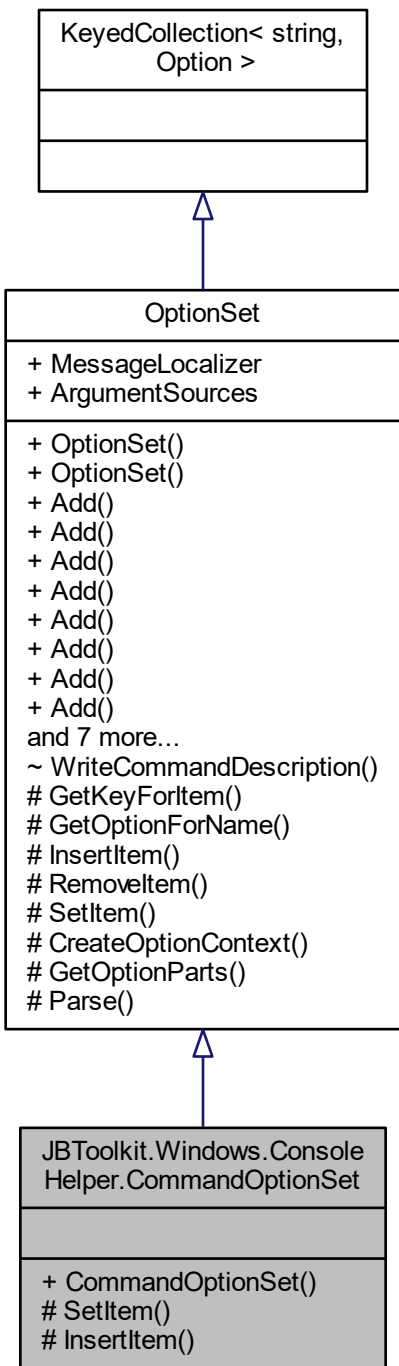 KeyedCollection< string,
Option >
OptionSet
+ MessageLocalizer
+ ArgumentSources
+ OptionSet()
+ OptionSet()
+ Add()
+ Add()
+ Add()
+ Add()
+ Add()
+ Add()
+ Add()
+ Add()
and 7 more...
~ WriteCommandDescription()
# GetKeyForItem()
# GetOptionForName()
# InsertItem()
# RemoveItem()
# SetItem()
# CreateOptionContext()
# GetOptionParts()
# Parse()
JBToolkit.Windows.Console
Helper.CommandOptionSet
+ CommandOptionSet()
# SetItem()
# InsertItem()